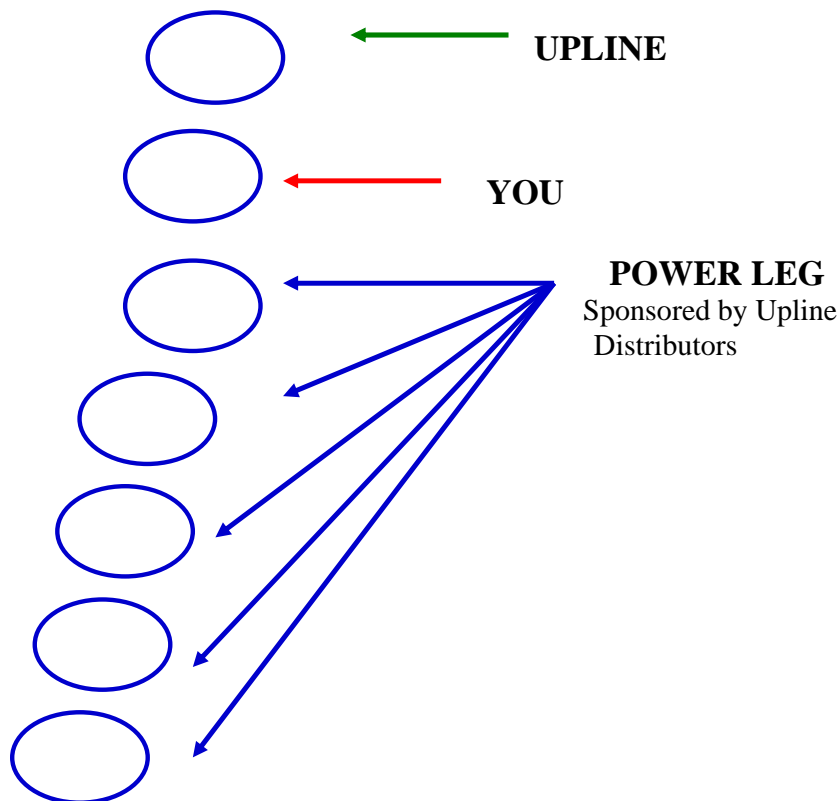 UPLINE
YOU
POWER LEG
Sponsored by Upline
Distributors